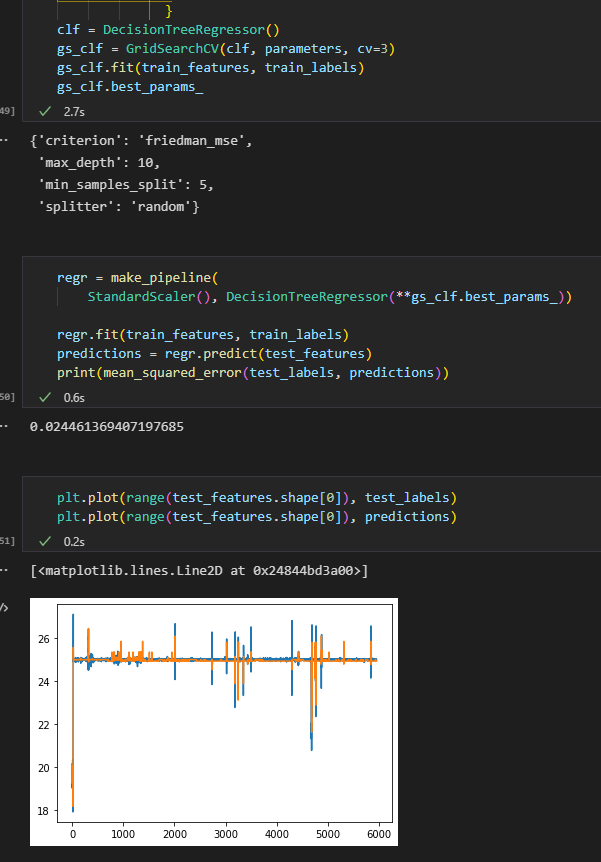 }
clf = DecisionTreeRegressor()
gs_clf = GridSearchCV(clf, parameters, cv=3)
gs_clf.fit(train_features, train_labels)
gs_clf.best_params_
49]
✓ 2.7s
{'criterion': 'friedman_mse',
'max_depth': 10,
'min_samples_split': 5,
'splitter': 'random'}
regr = make_pipeline(
StandardScaler(), DecisionTreeRegressor(**gs_clf.best_params_))
regr.fit(train_features, train_labels)
predictions = regr.predict(test_features)
print(mean_squared_error(test_labels, predictions))
50]
✓ 0.6s
0.024461369407197685
plt.plot(range(test_features.shape[0]), test_labels)
plt.plot(range(test_features.shape[0]), predictions)
51]
✓ 0.2s
[<matplotlib.lines.Line2D at 0x24844bd3a00>]
/>
26
24
22
20
18
0 1000 2000 3000 4000 5000 6000